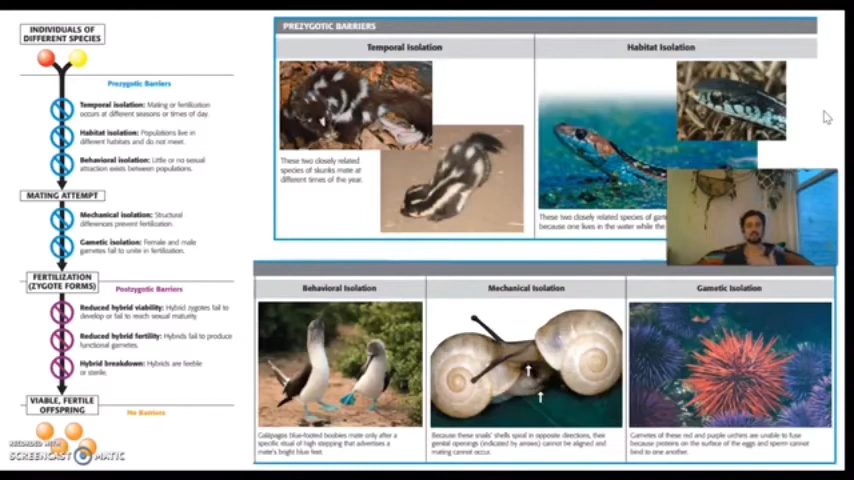 INDIVIDUALS OF
DIFFERENT SPECIES
Prezygotic Barriers
Temporal isolation: Mating or fertilization
occurs at different seasons or times of day.
Habitat isolation: Populations live in
different habitats and do not meet.
Behavioral isolation: Little or no sexual
attraction exists between populations.
MATING ATTEMPT
Mechanical isolation: Structural
differences prevent fertilization.
Gametic isolation: Female and male
gametes fail to unite in fertilization.
FERTILIZATION
(ZYGOTE FORMS)
Postzygotic Barriers
Reduced hybrid viability: Hybrid zygotes fail to
develop or fail to reach sexual maturity.
Reduced hybrid fertility: Hybrids fail to produce
functional gametes.
Hybrid breakdown: Hybrids are feeble
or sterile.
VIABLE, FERTILE
OFFSPRING
No Barriers
RECORDED WITH
SCREENCAST MATIC
PREZYGOTIC BARRIERS
Temporal Isolation
These two closely related
species of skunks mate at
different times of the year.
Habitat Isolation
These two closely related species of
because one lives in the water while the
Behavioral Isolation
Galápagos blue-footed boobies mate only after a
specific ritual of high stepping that advertises a
mate's bright blue feet.
Mechanical Isolation
Because these snails' shells spiral in opposite directions, their
genital openings (indicated by arrows) cannot be aligned and
mating cannot occur.
Gametic Isolation
Gametes of these red and purple urchins are unable to fuse
because proteins on the surface of the eggs and sperm cannot
bind to one another.